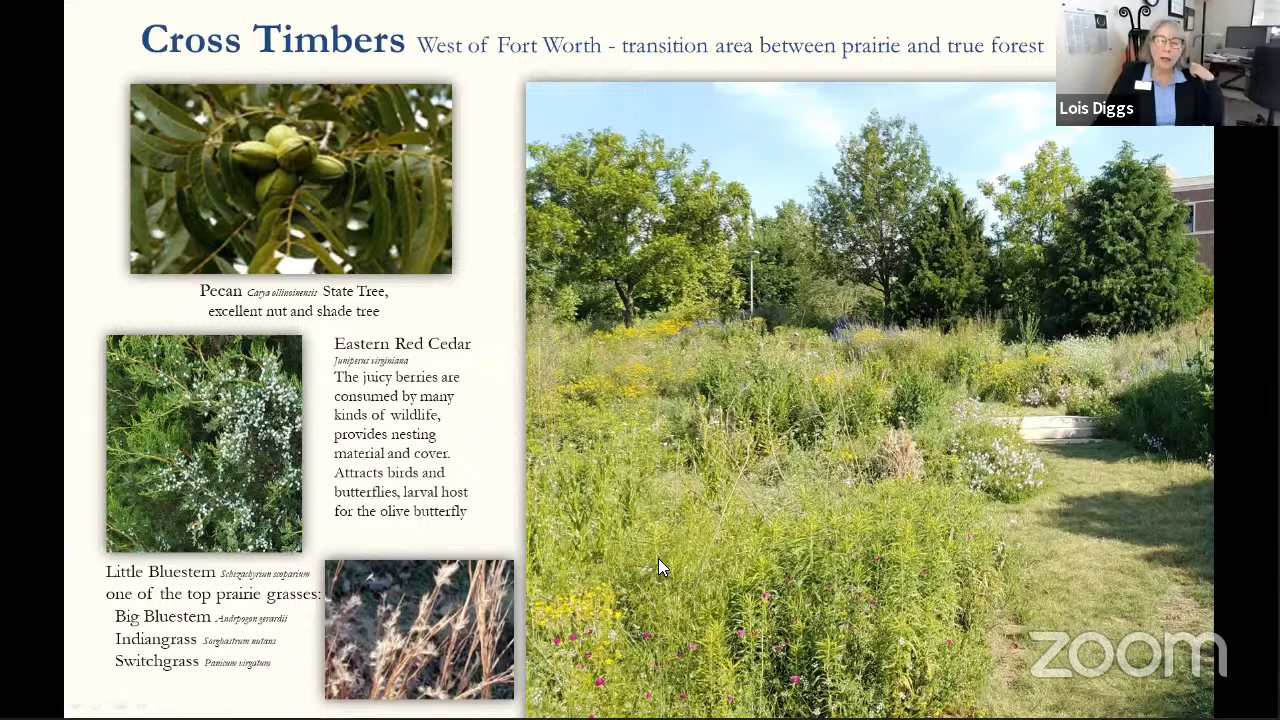 Cross Timbers West of Fort Worth - transition area between prairie and true forest
Lois Diggs
Pecan Carya ollinoinensis State Tree,
excellent nut and shade tree
Eastern Red Cedar
Juniperus virginiana
The juicy berries are
consumed by many
kinds of wildlife,
provides nesting
material and cover.
Attracts birds and
butterflies, larval host
for the olive butterfly
Little Bluestem Schizachyriun scoparium
one of the top prairie grasses:
Big Bluestem Andrpogon gerardii
Indiangrass Sorghastrum nutans
Switchgrass Panicum virgatum
zoom